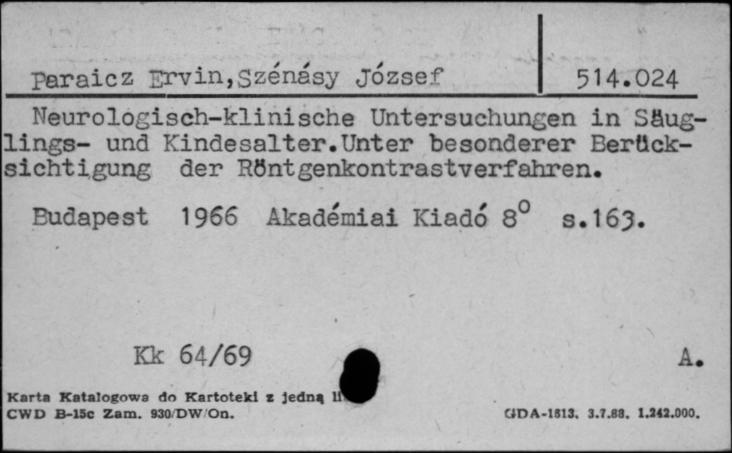 Paraicz Ervin,Szénásy József 514.024
Neurologisch-klinische Untersuchungen in Säug-
lings- und Kindesalter.Unter besonderer Berück-
sichtigung der Röntgenkontrastverfahren.
Budapest 1966 Akadémiai Kiadó 8° s.163.
Kk 64/69 A.
Karta Katalogowa do Kartoteki z jedną
CWD B-15c Zam. 930/DW/On. GDA-1813. 3.7.68. 1.242.000.